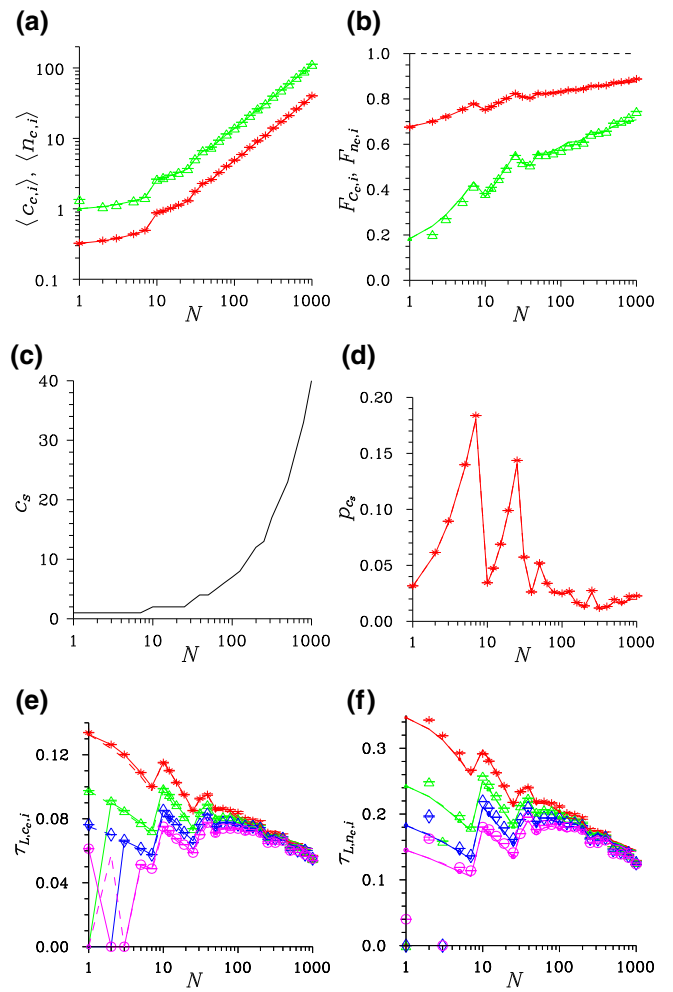 (a)
⟨c_{c,i}⟩, ⟨n_{c,i}⟩
100
10
1
0.1
1 10 100 1000
N
(b)
F_{c_c,i}, F_{n_c,i}
1.0
0.8
0.6
0.4
0.2
0.0
1 10 100 1000
N
(c)
c_s
40
30
20
10
0
1 10 100 1000
N
(d)
p_{c_s}
0.20
0.15
0.10
0.05
0.00
1 10 100 1000
N
(e)
τ_{L,c_c,i}
0.12
0.08
0.04
0.00
1 10 100 1000
N
(f)
τ_{L,n_c,i}
0.3
0.2
0.1
0.0
1 10 100 1000
N